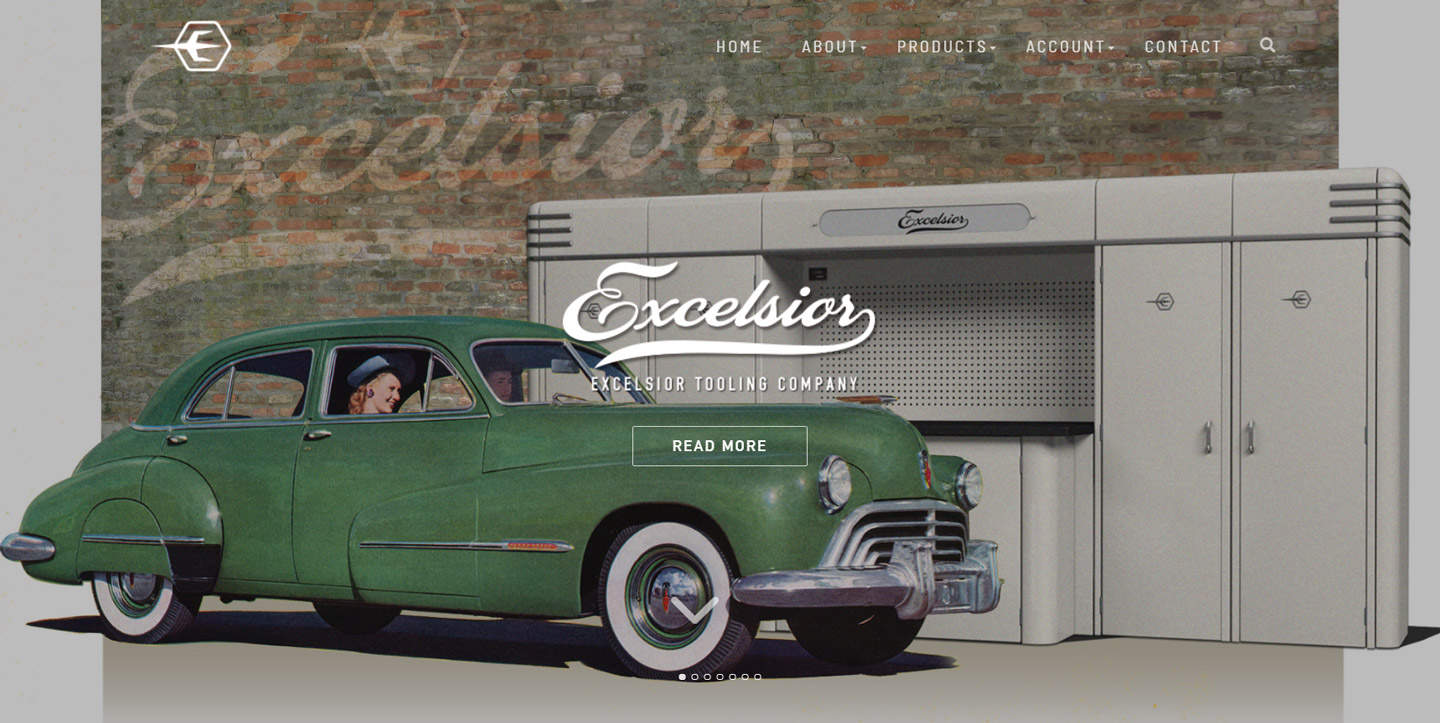 HOME ABOUT PRODUCTS ACCOUNT CONTACT
Excelsior
Excelsior
Excelsior
EXCELSIOR TOOLING COMPANY
READ MORE